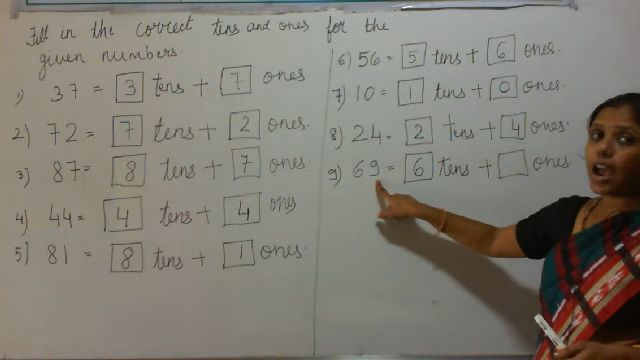 Fill in the correct tens and ones for the
given numbers.
1) 37 = 3 tens + 7 ones
2) 72 = 7 tens + 2 ones.
3) 87= 8 tens + 7 ones.
4) 44 = 4 tens + 4 ones
5) 81 = 8 tens + 1 ones.
6) 56 = 5 tens + 6 ones.
7) 10 = 1 tens + 0 ones.
8) 24 = 2 tens + 4 ones.
9) 69 = 6 tens + ones.